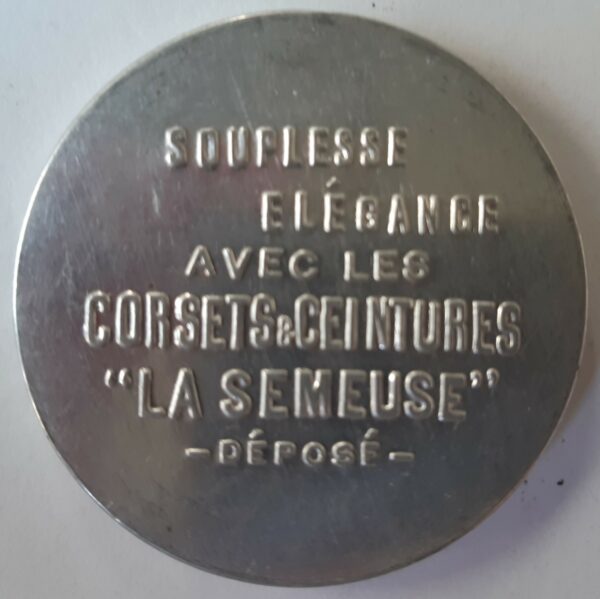 SOUPLESSE
ELÉGANCE
AVEC LES
CORSETS & CEINTURES
"LA SEMEUSE"
- DÉPOSÉ -